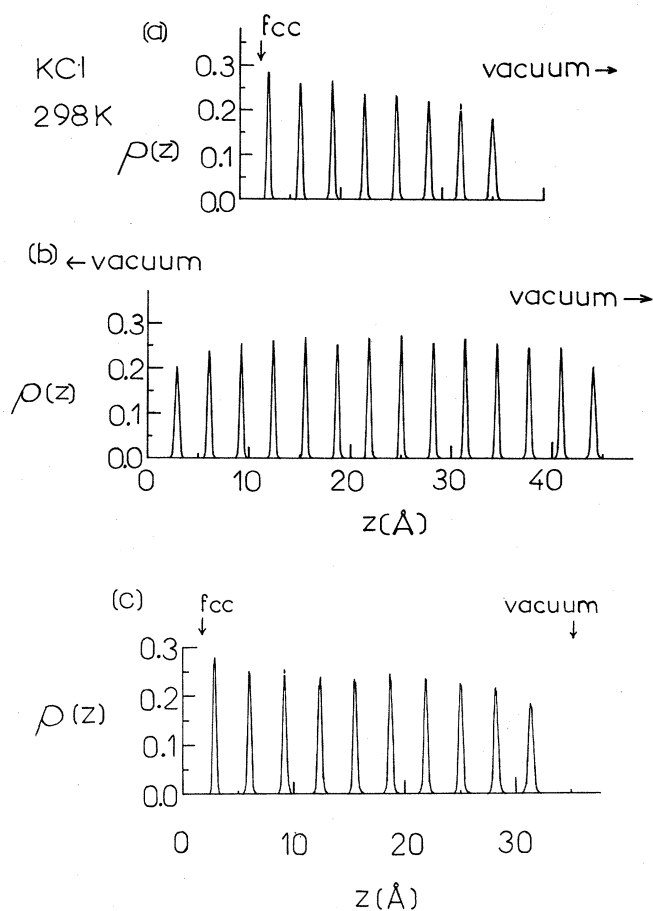 (a)
fcc
KCl
298K
vacuum→
0.3
0.2
0.1
0.0
ρ(z)
(b)
←vacuum
vacuum→
0.3
0.2
0.1
0.0
ρ(z)
0 10 20 30 40
z(Å)
(c)
fcc
vacuum
0.3
0.2
0.1
0.0
ρ(z)
0 10 20 30
z(Å)